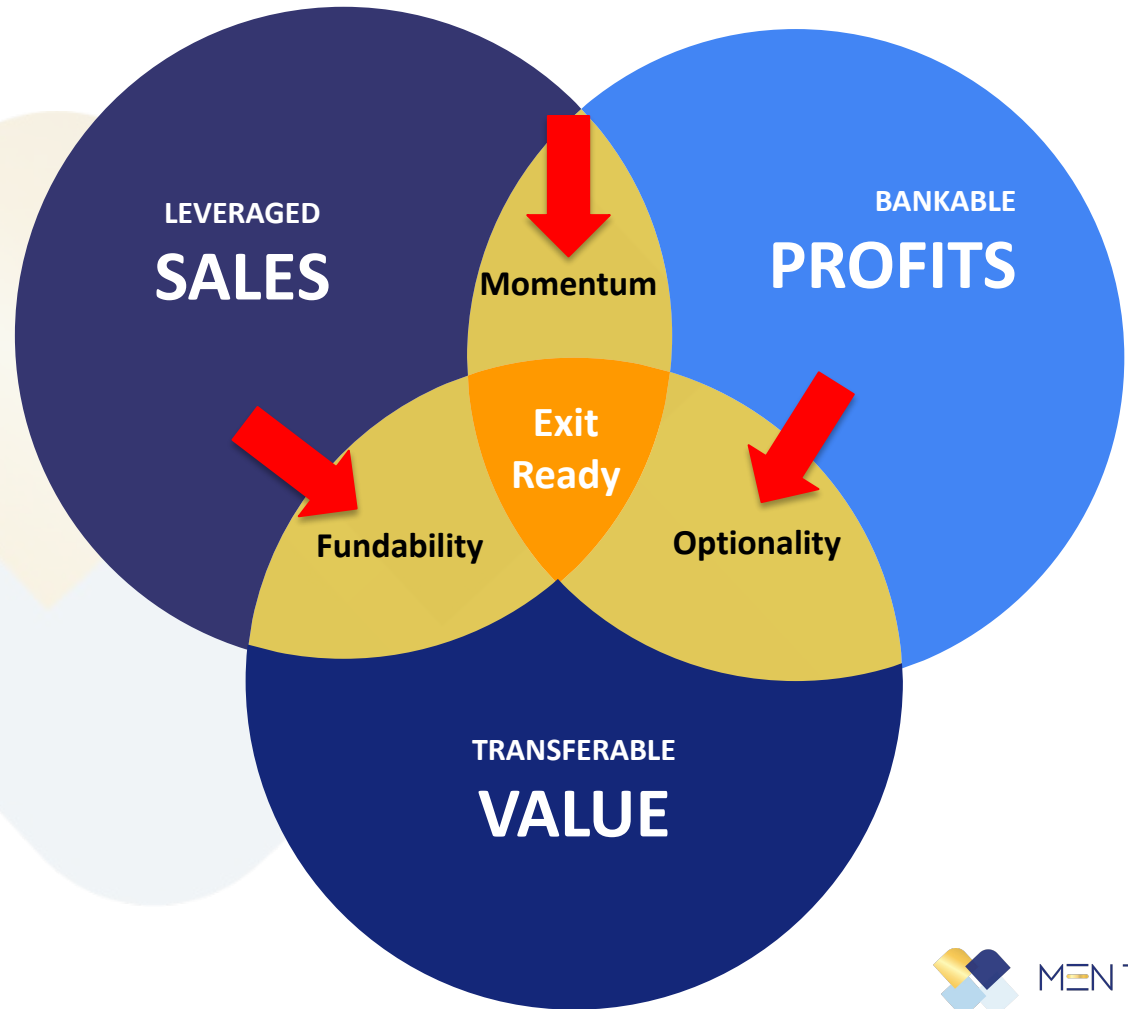 LEVERAGED
SALES
BANKABLE
PROFITS
Momentum
Exit
Ready
Fundability
Optionality
TRANSFERABLE
VALUE